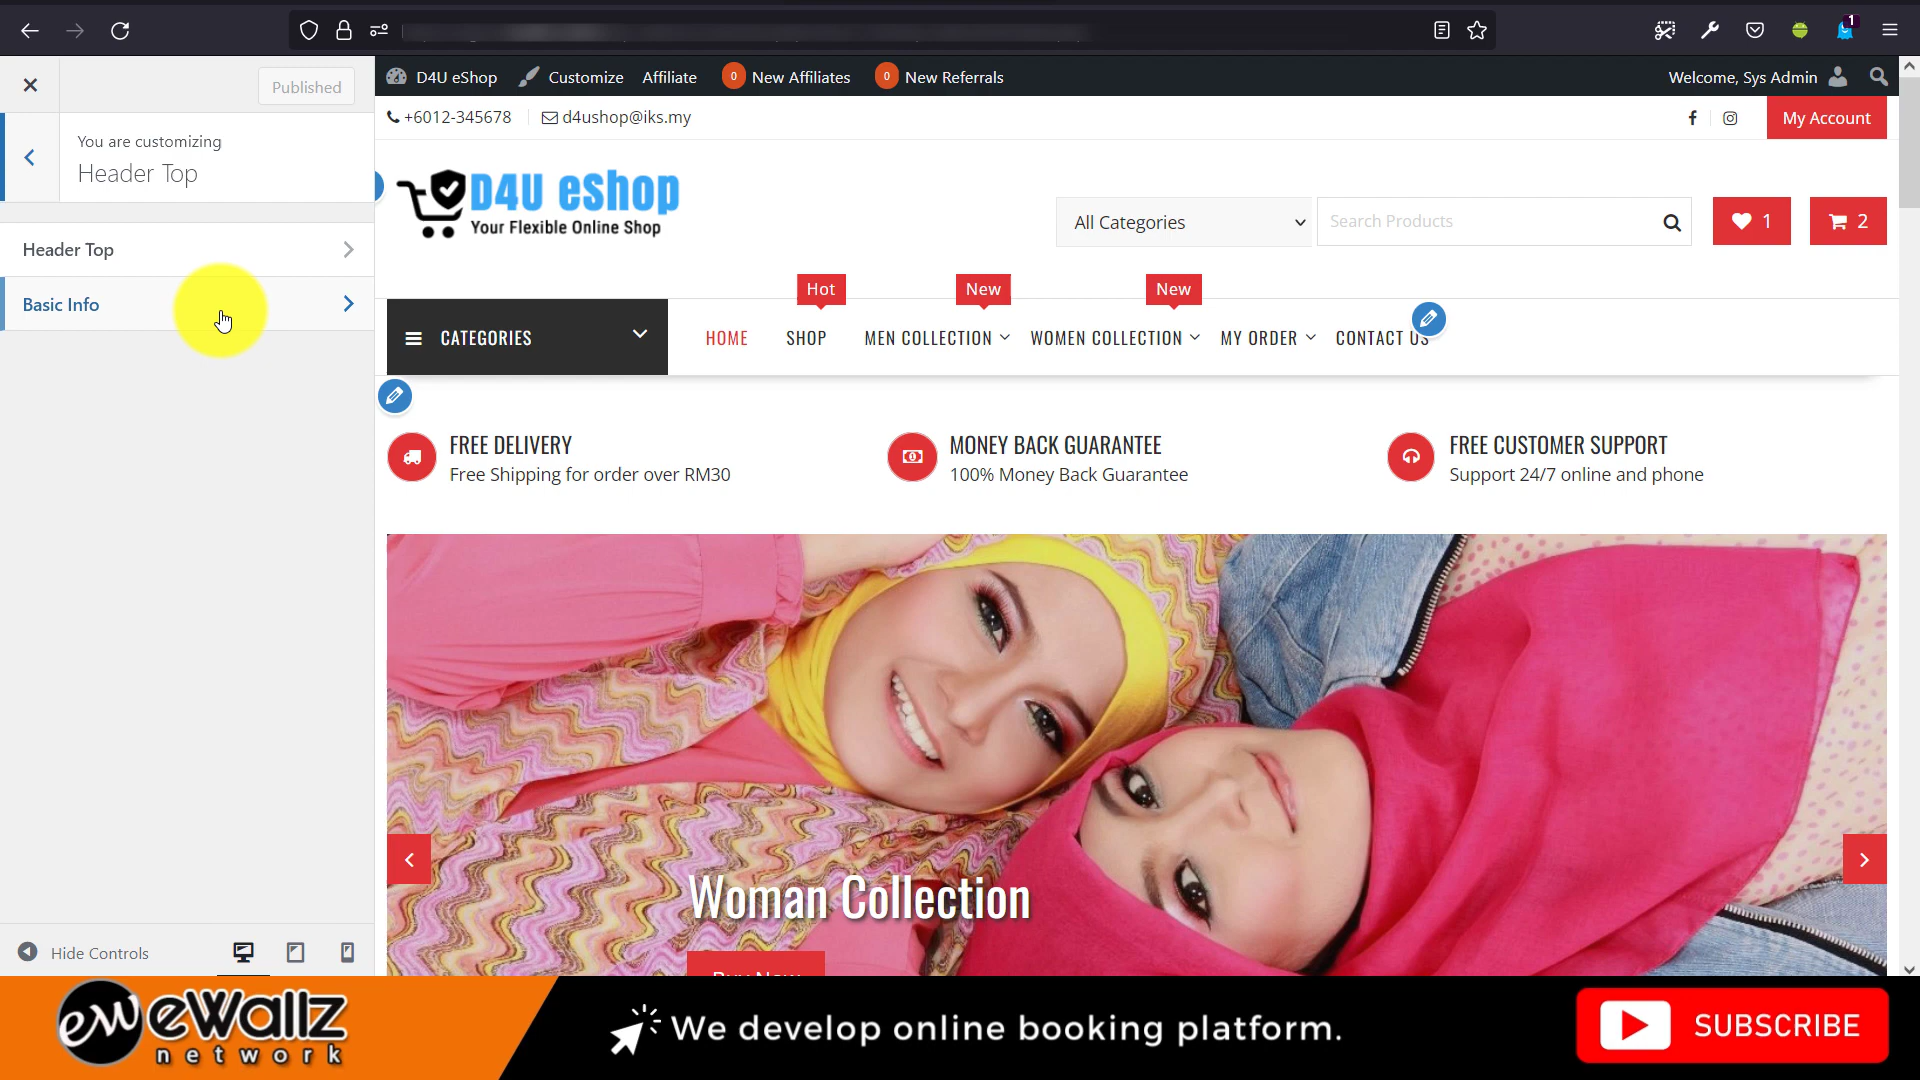 1
Published
D4U eShop Customize Affiliate 0 New Affiliates 0 New Referrals Welcome, Sys Admin
+6012-345678 d4ushop@iks.my My Account
You are customizing
Header Top
Header Top
Basic Info
D4U eShop
Your Flexible Online Shop
All Categories Search Products 1 2
Hot New New
CATEGORIES HOME SHOP MEN COLLECTION WOMEN COLLECTION MY ORDER CONTACT US
FREE DELIVERY
Free Shipping for order over RM30
MONEY BACK GUARANTEE
100% Money Back Guarantee
FREE CUSTOMER SUPPORT
Support 24/7 online and phone
Woman Collection
Buy Now
Hide Controls
ew eWallz
network
We develop online booking platform.
SUBSCRIBE